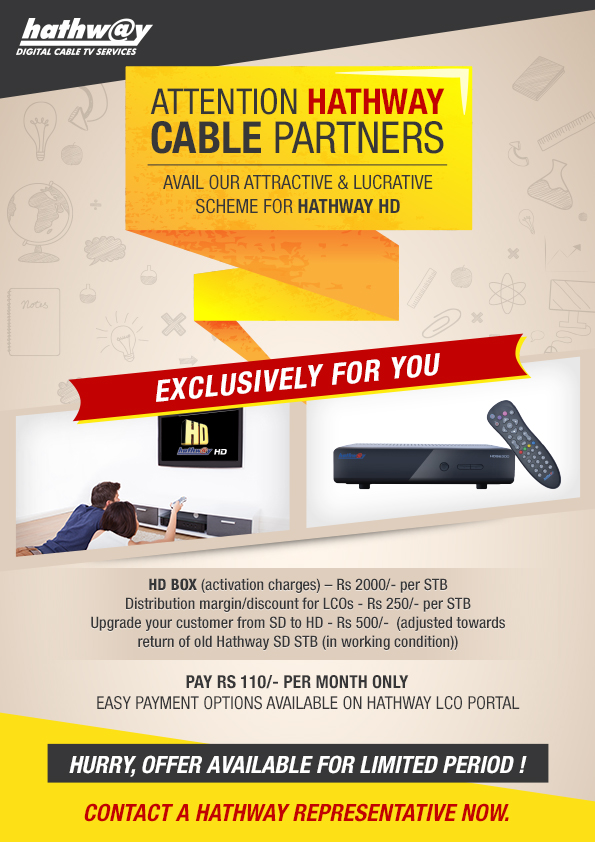 hathw@y
DIGITAL CABLE TV SERVICES
ATTENTION HATHWAY
CABLE PARTNERS
AVAIL OUR ATTRACTIVE & LUCRATIVE
SCHEME FOR HATHWAY HD
Notes
EXCLUSIVELY FOR YOU
HD
hathw@y HD
hathw@y
HD BOX (activation charges) – Rs 2000/- per STB
Distribution margin/discount for LCOs - Rs 250/- per STB
Upgrade your customer from SD to HD - Rs 500/- (adjusted towards
return of old Hathway SD STB (in working condition))
PAY RS 110/- PER MONTH ONLY
EASY PAYMENT OPTIONS AVAILABLE ON HATHWAY LCO PORTAL
HURRY, OFFER AVAILABLE FOR LIMITED PERIOD !
CONTACT A HATHWAY REPRESENTATIVE NOW.